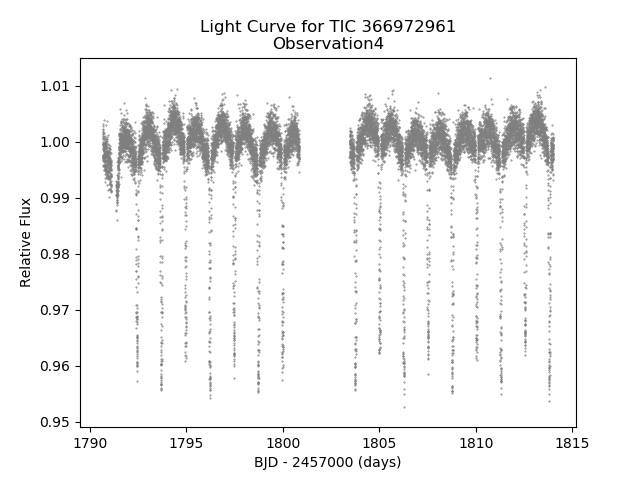 Light Curve for TIC 366972961
Observation4
1.01
1.00
0.99
0.98
0.97
0.96
0.95
Relative Flux
1790 1795 1800 1805 1810 1815
BJD - 2457000 (days)